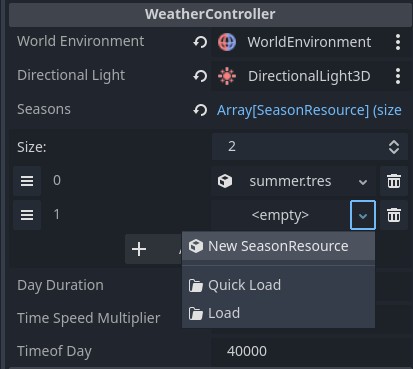 WeatherController
World Environment WorldEnvironment
Directional Light DirectionalLight3D
Seasons Array[SeasonResource] (size
Size: 2
0 summer.tres
1 <empty>
New SeasonResource
Day Duration Quick Load
Time Speed Multiplier Load
Timeof Day 40000